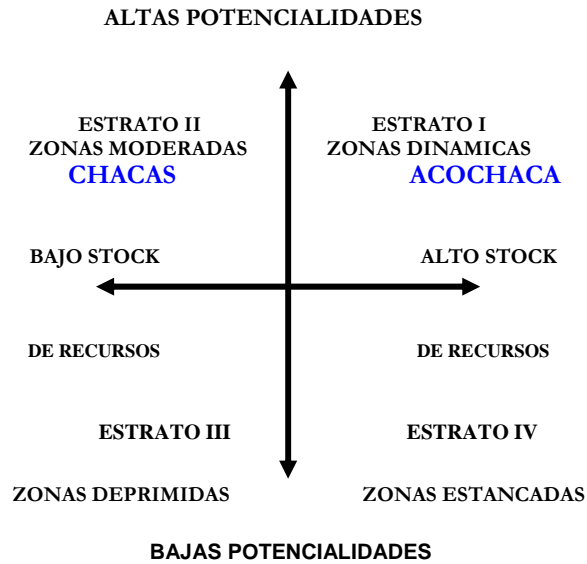 ALTAS POTENCIALIDADES
ESTRATO II
ZONAS MODERADAS
CHACAS
ESTRATO I
ZONAS DINAMICAS
ACOCHACA
BAJO STOCK
ALTO STOCK
DE RECURSOS
DE RECURSOS
ESTRATO III
ESTRATO IV
ZONAS DEPRIMIDAS
ZONAS ESTANCADAS
BAJAS POTENCIALIDADES